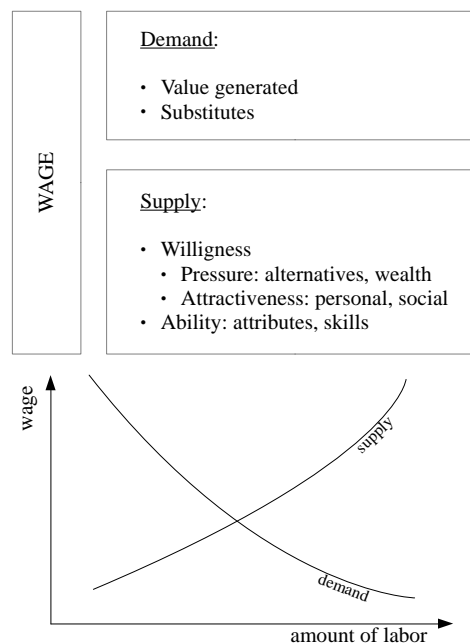 WAGE
Demand:
• Value generated
• Substitutes
Supply:
• Willigness
• Pressure: alternatives, wealth
• Attractiveness: personal, social
• Ability: attributes, skills
wage
supply
demand
amount of labor